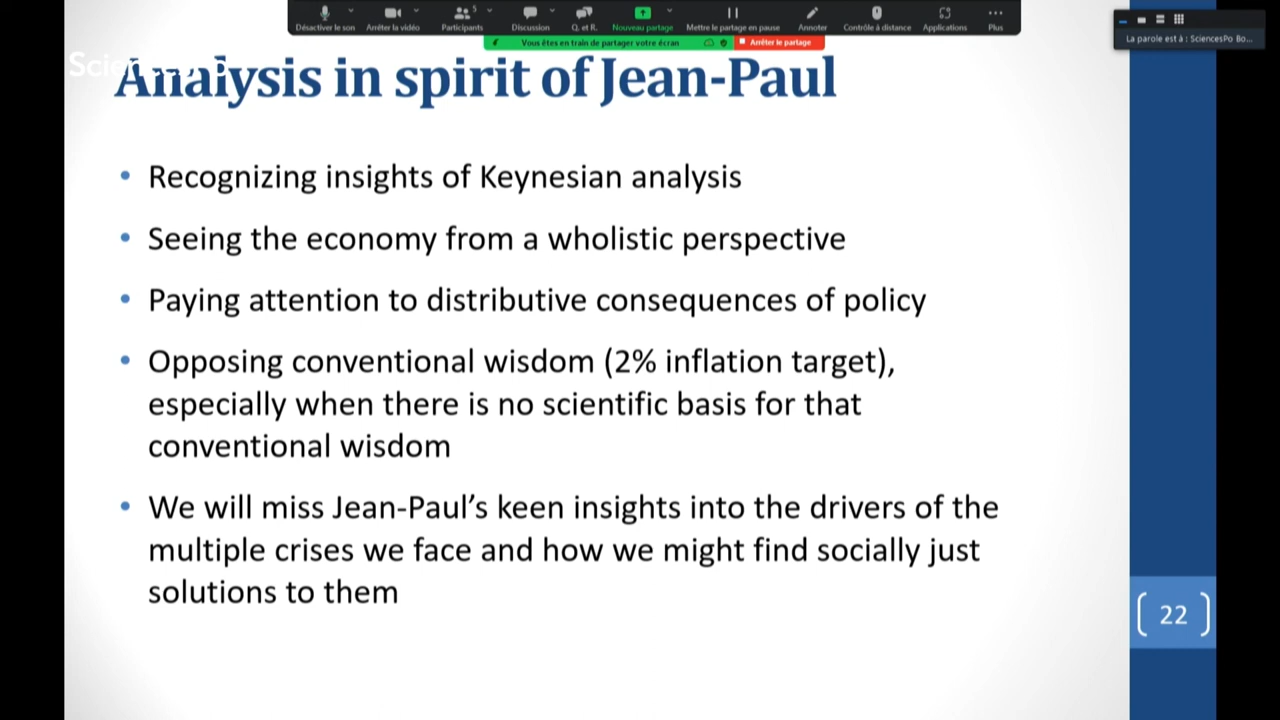 Désactiver le son
Arrêter la vidéo
Participants
5
Discussion
Q. et R.
Nouveau partage
Mettre le partage en pause
Annoter
Contrôle à distance
Applications
Plus
Vous êtes en train de partager votre écran
Arrêter le partage
La parole est à : SciencesPo Bo...
Analysis in spirit of Jean-Paul
• Recognizing insights of Keynesian analysis
• Seeing the economy from a wholistic perspective
• Paying attention to distributive consequences of policy
• Opposing conventional wisdom (2% inflation target),
especially when there is no scientific basis for that
conventional wisdom
• We will miss Jean-Paul’s keen insights into the drivers of the
multiple crises we face and how we might find socially just
solutions to them
22